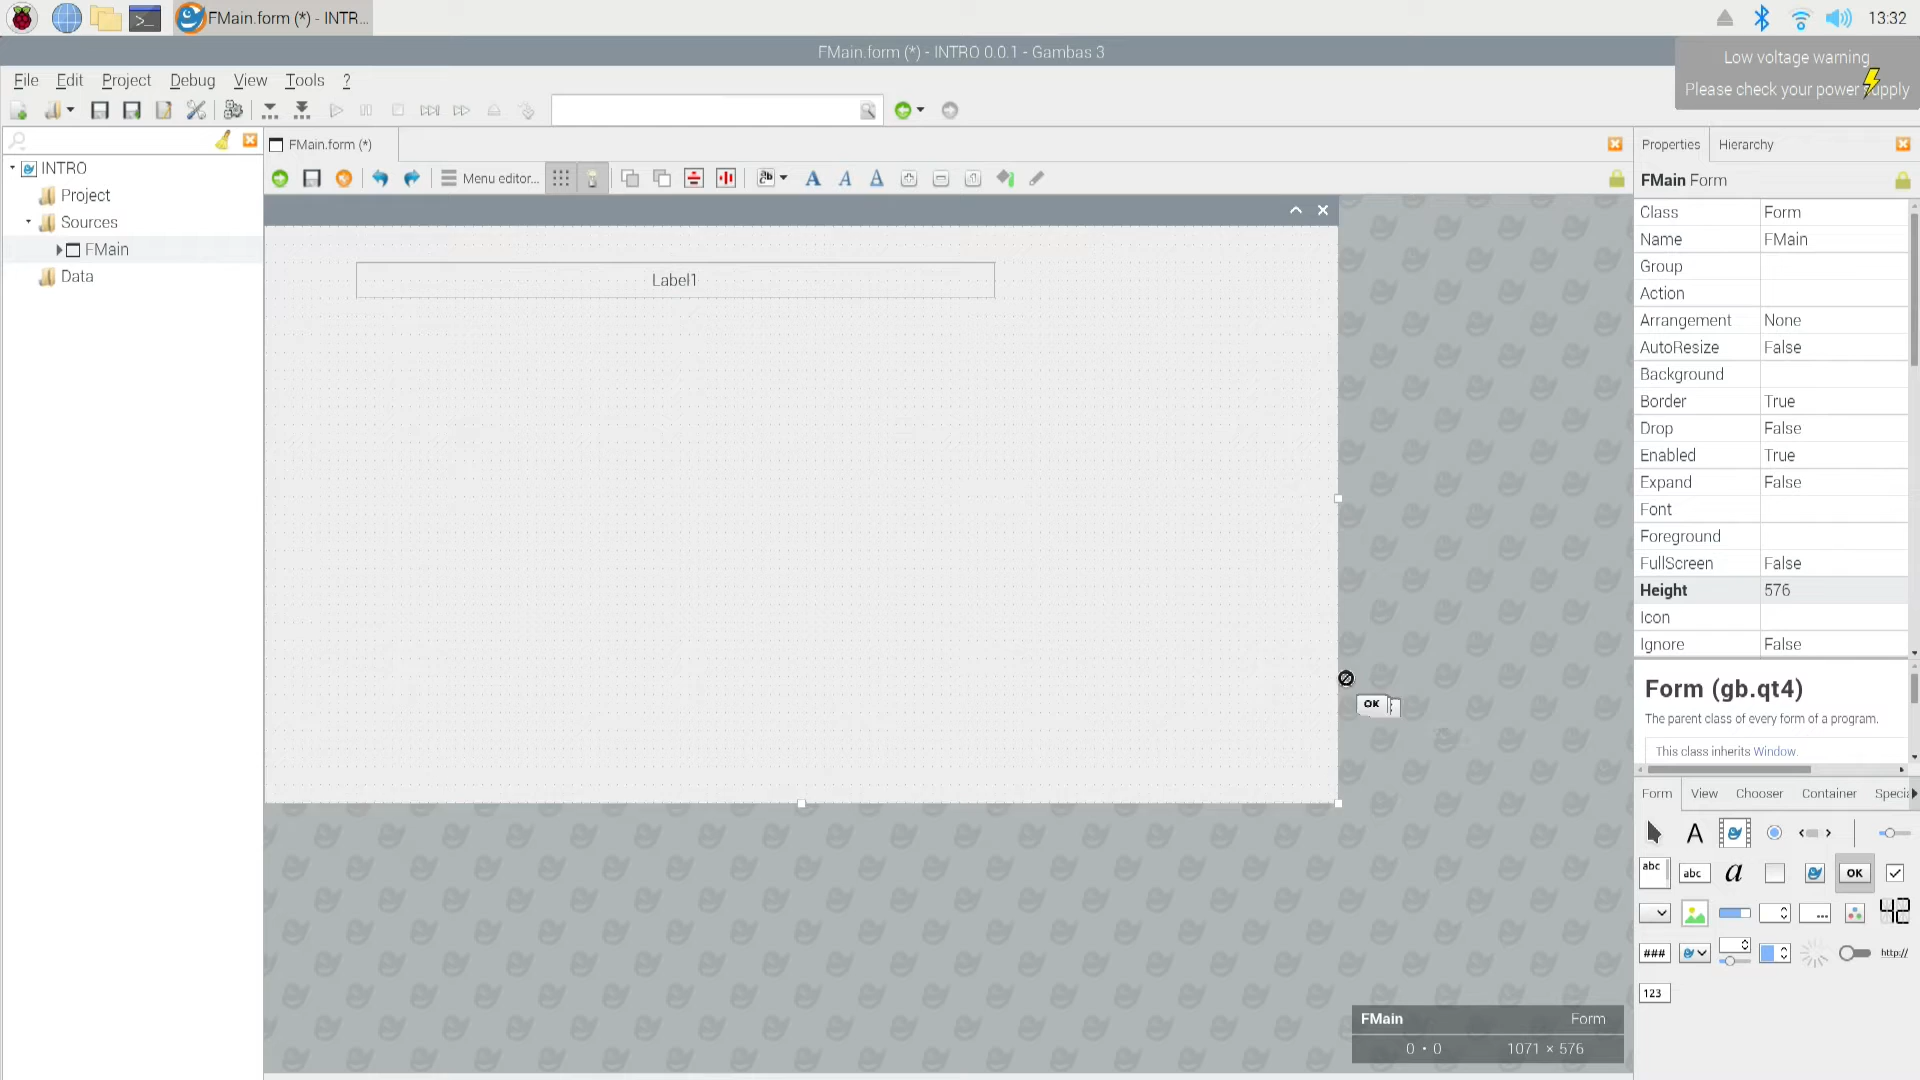 FMain.form (*) - INTR...
13:32
FMain.form (*) - INTRO 0.0.1 - Gambas 3
Low voltage warning
Please check your power supply
File Edit Project Debug View Tools ?
FMain.form (*)
Properties Hierarchy
INTRO
Project
Sources
FMain
Data
Menu editor...
Label1
OK
FMain Form
Class Form
Name FMain
Group
Action
Arrangement None
AutoResize False
Background
Border True
Drop False
Enabled True
Expand False
Font
Foreground
FullScreen False
Height 576
Icon
Ignore False
Form (gb.qt4)
The parent class of every form of a program.
This class inherits Window.
Form View Chooser Container Specia
A
abc abc a OK
... 42
### http://
123
FMain Form
0 • 0 1071 × 576